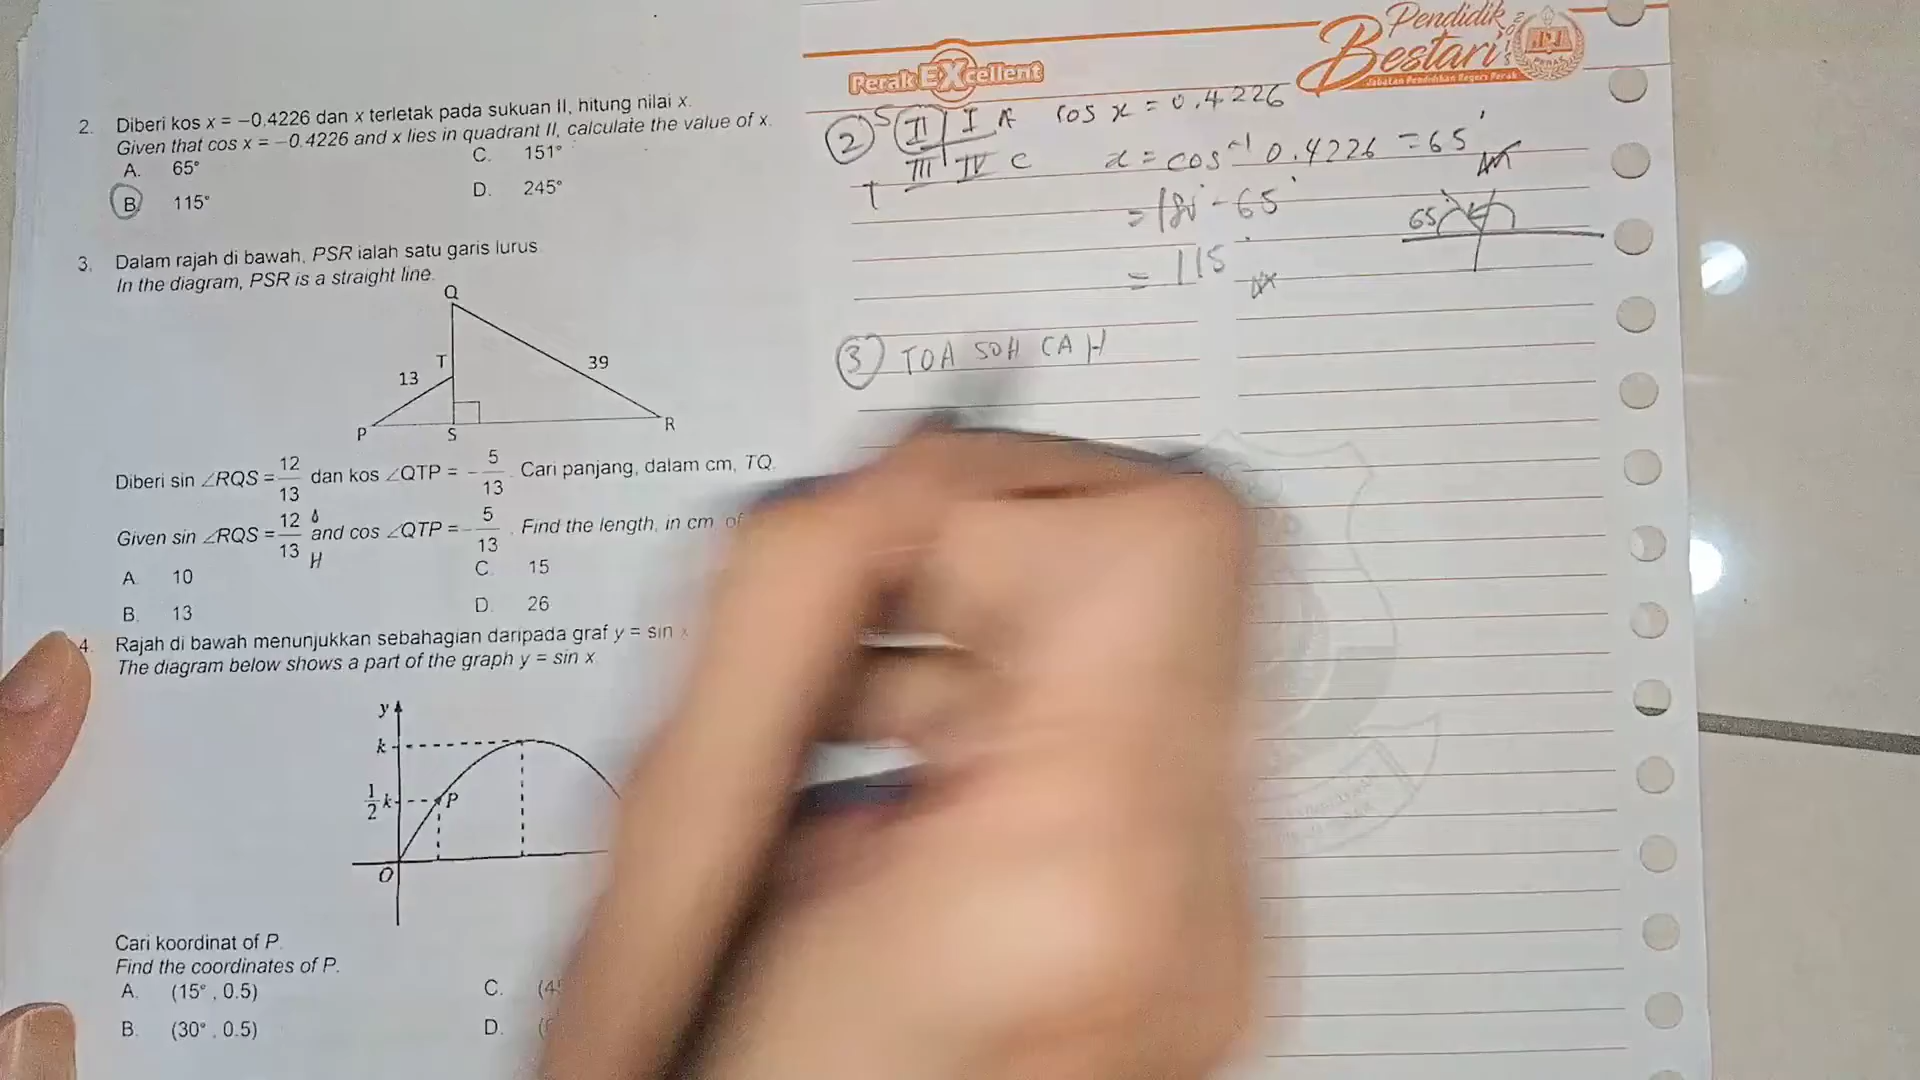 Perak EXcellent
Pendidik
Bestari
Jabatan Pendidikan Negeri Perak
2. Diberi kos x = −0.4226 dan x terletak pada sukuan II, hitung nilai x.
Given that cos x = −0.4226 and x lies in quadrant II, calculate the value of x.
A. 65° C. 151°
B. 115° D. 245°
3. Dalam rajah di bawah, PSR ialah satu garis lurus.
In the diagram, PSR is a straight line.
Q
T
39
13
P S R
Diberi sin ∠RQS = 12/13 dan kos ∠QTP = −5/13. Cari panjang, dalam cm, TQ.
Given sin ∠RQS = 12/13 O/H and cos ∠QTP = −5/13. Find the length, in cm, of
A. 10 C. 15
B. 13 D. 26
4. Rajah di bawah menunjukkan sebahagian daripada graf y = sin x
The diagram below shows a part of the graph y = sin x
y
k
1/2 k P
O
Cari koordinat of P.
Find the coordinates of P.
A. (15°, 0.5) C. (4
B. (30°, 0.5) D. (
2 S II I A cos x = 0.4226
T III IV C x = cos⁻¹ 0.4226 = 65°
= 180° - 65°
65°
= 115°
3 TOA SOH CAH